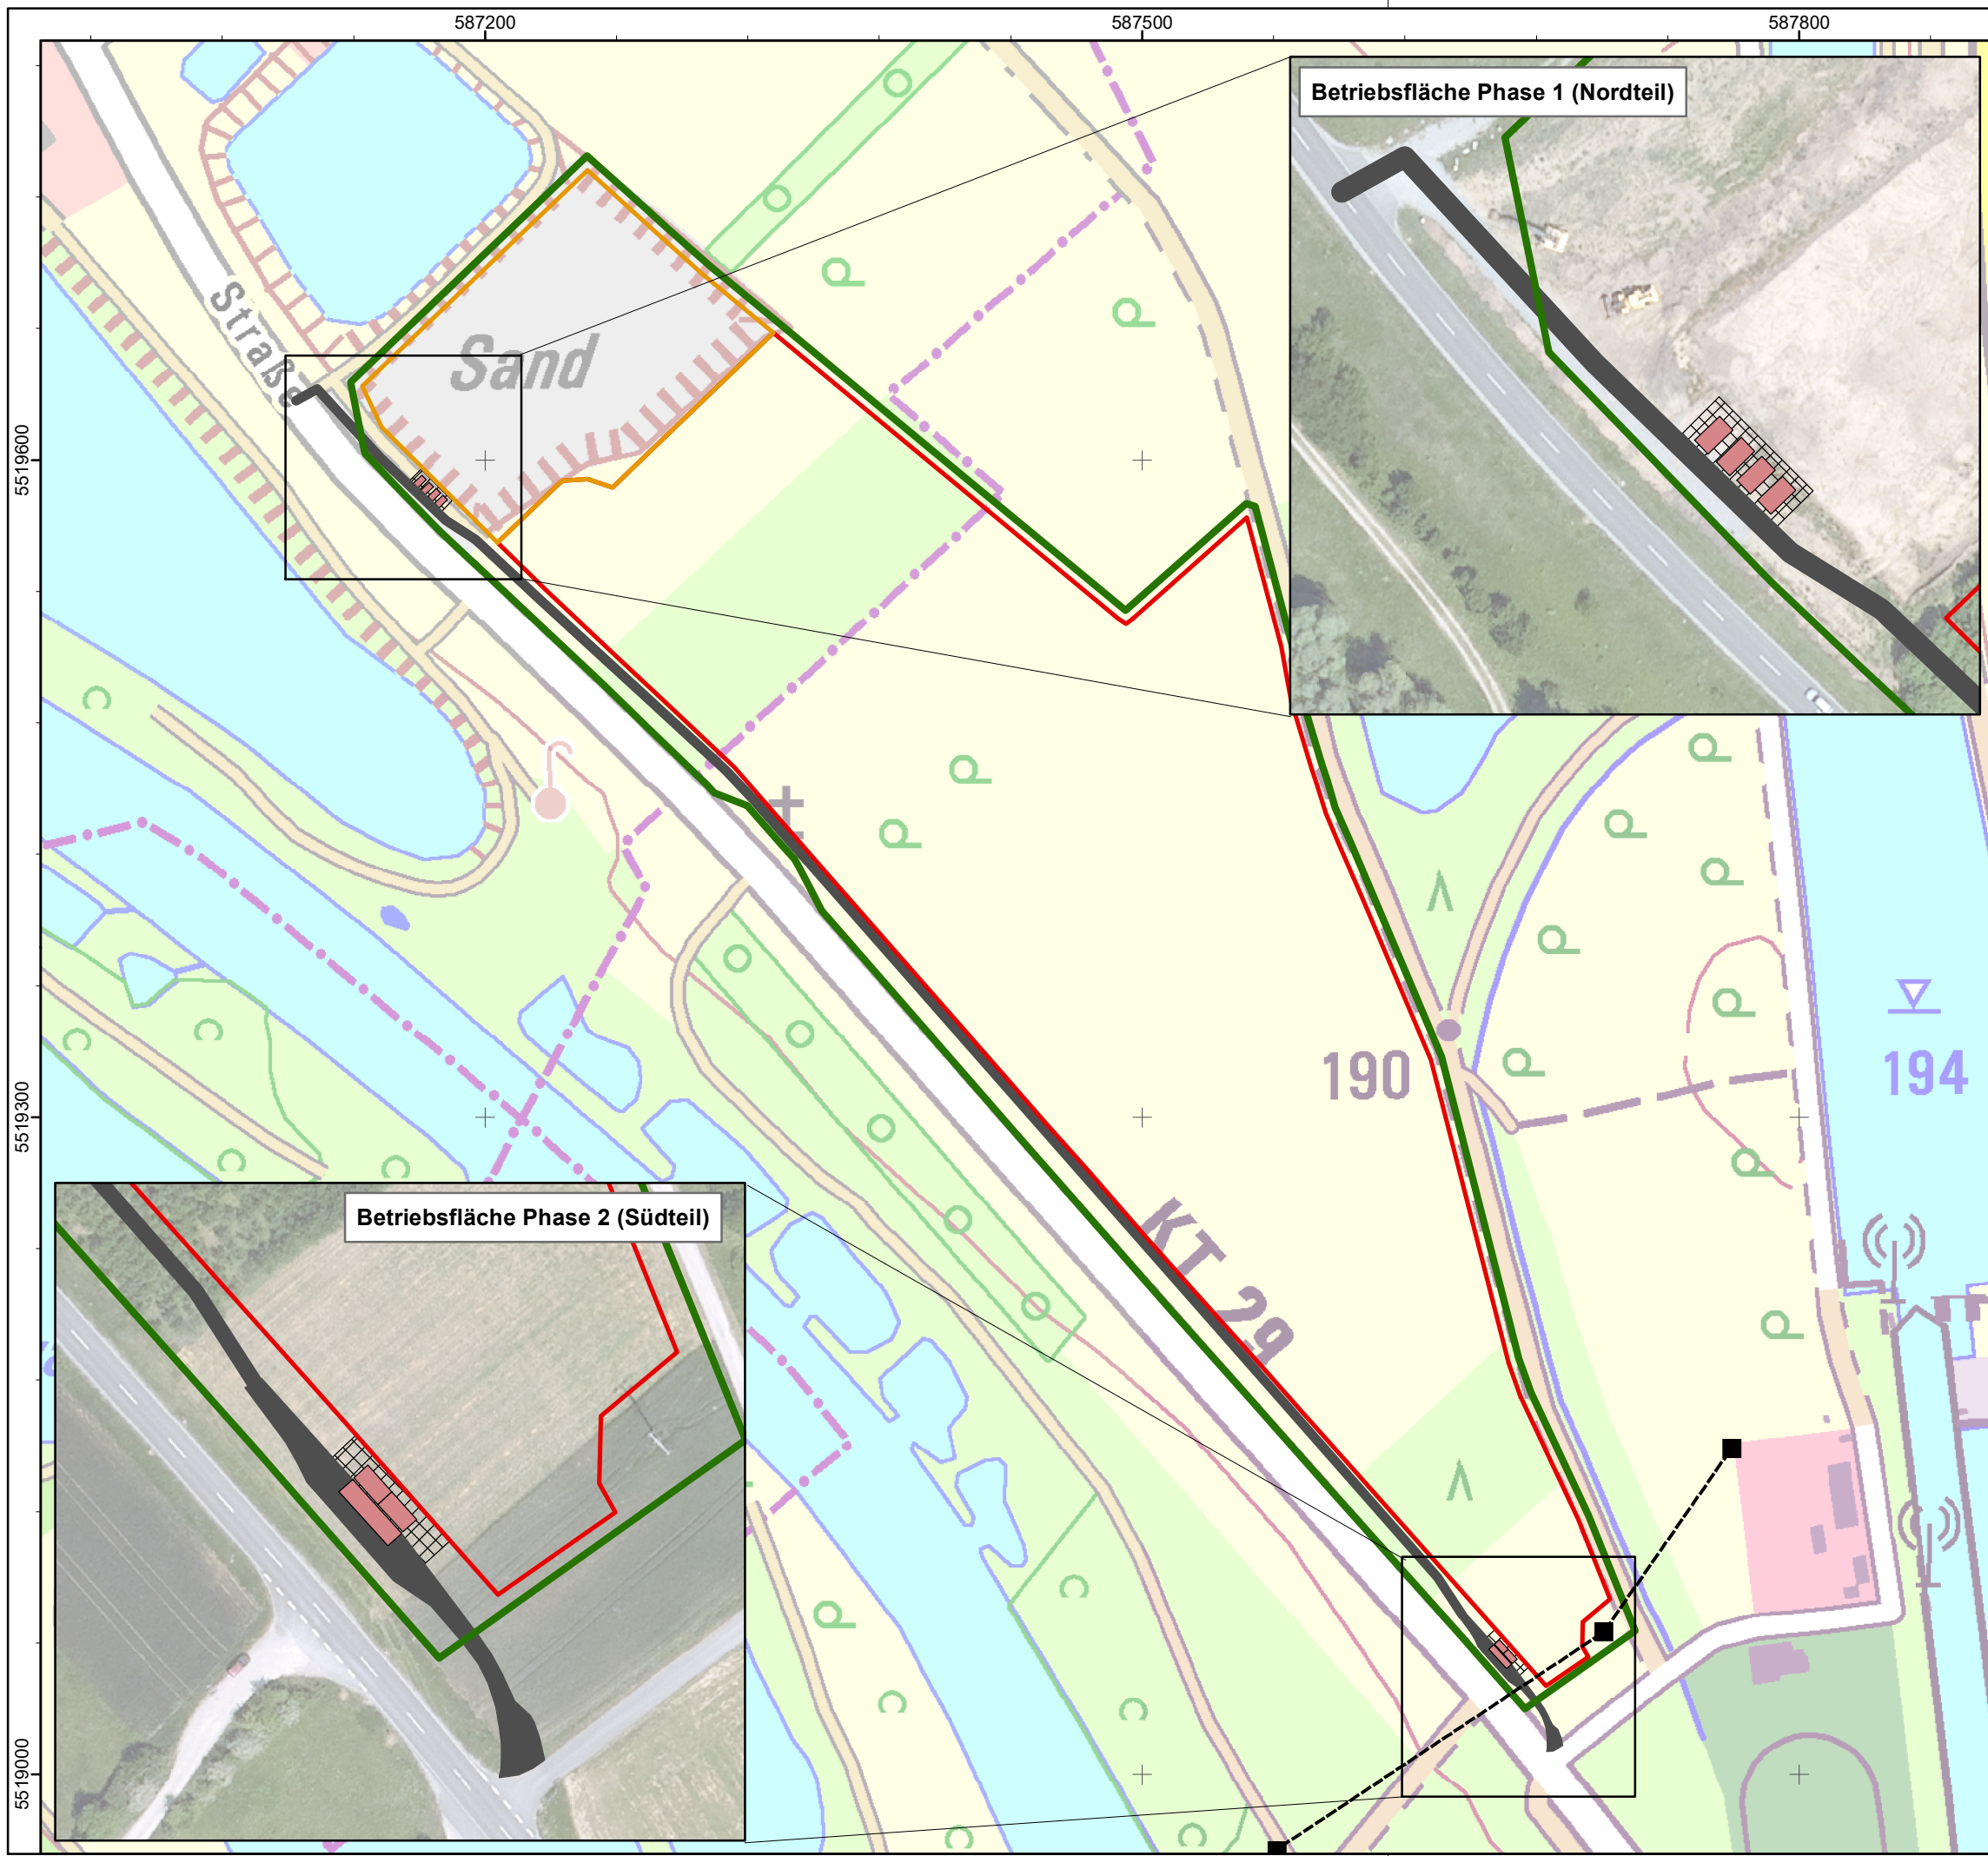 587200
587500
587800
Betriebsfläche Phase 1 (Nordteil)
Straße
Sand
5519600
190
194
5519300
Betriebsfläche Phase 2 (Südteil)
KT 29
5519000